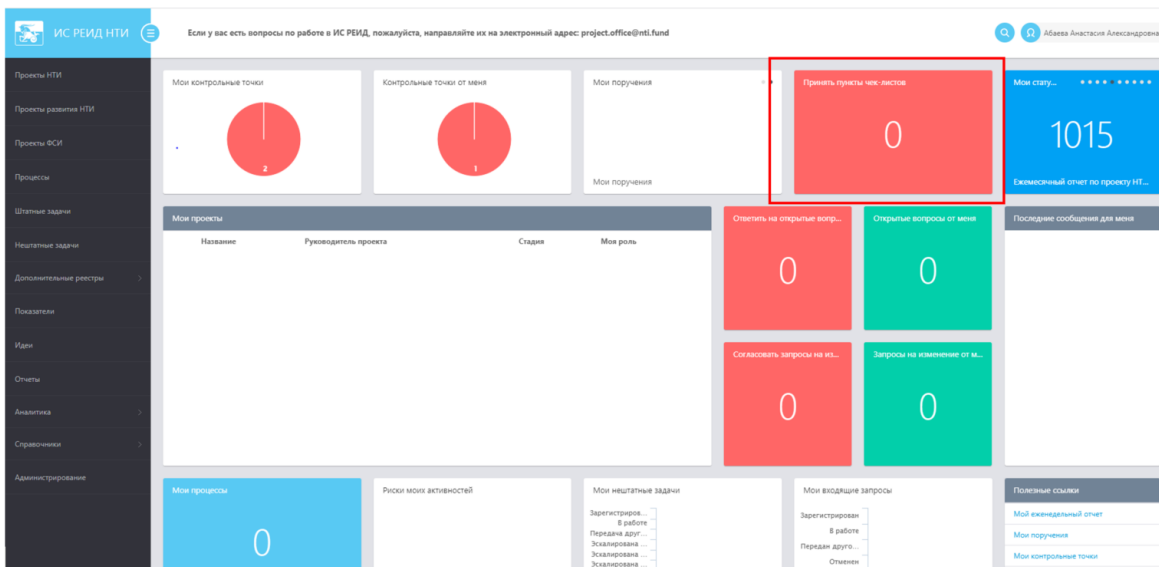 ИС РЕИД НТИ
Если у вас есть вопросы по работе в ИС РЕИД, пожалуйста, направляйте их на электронный адрес: project.office@nti.fund
Абаева Анастасия Александровна
Проекты НТИ
Проекты развития НТИ
Проекты ФСИ
Процессы
Штатные задачи
Нештатные задачи
Дополнительные реестры
Показатели
Идеи
Отчеты
Аналитика
Справочники
Администрирование
Мои контрольные точки
2
Контрольные точки от меня
1
Мои поручения
Мои поручения
Принять пункты чек-листов
0
Мои стату...
1015
Ежемесячный отчет по проекту НТ...
Мои проекты
Название Руководитель проекта Стадия Моя роль
Ответить на открытые вопр...
0
Открытые вопросы от меня
0
Последние сообщения для меня
Согласовать запросы на из...
0
Запросы на изменение от м...
0
Мои процессы
0
Риски моих активностей
Мои нештатные задачи
Зарегистриров...
В работе
Передача друг...
Эскалирована ...
Эскалирована ...
Эскалирована ...
Мои входящие запросы
Зарегистрирован
В работе
Передан друго...
Отменен
Полезные ссылки
Мой еженедельный отчет
Мои поручения
Мои контрольные точки